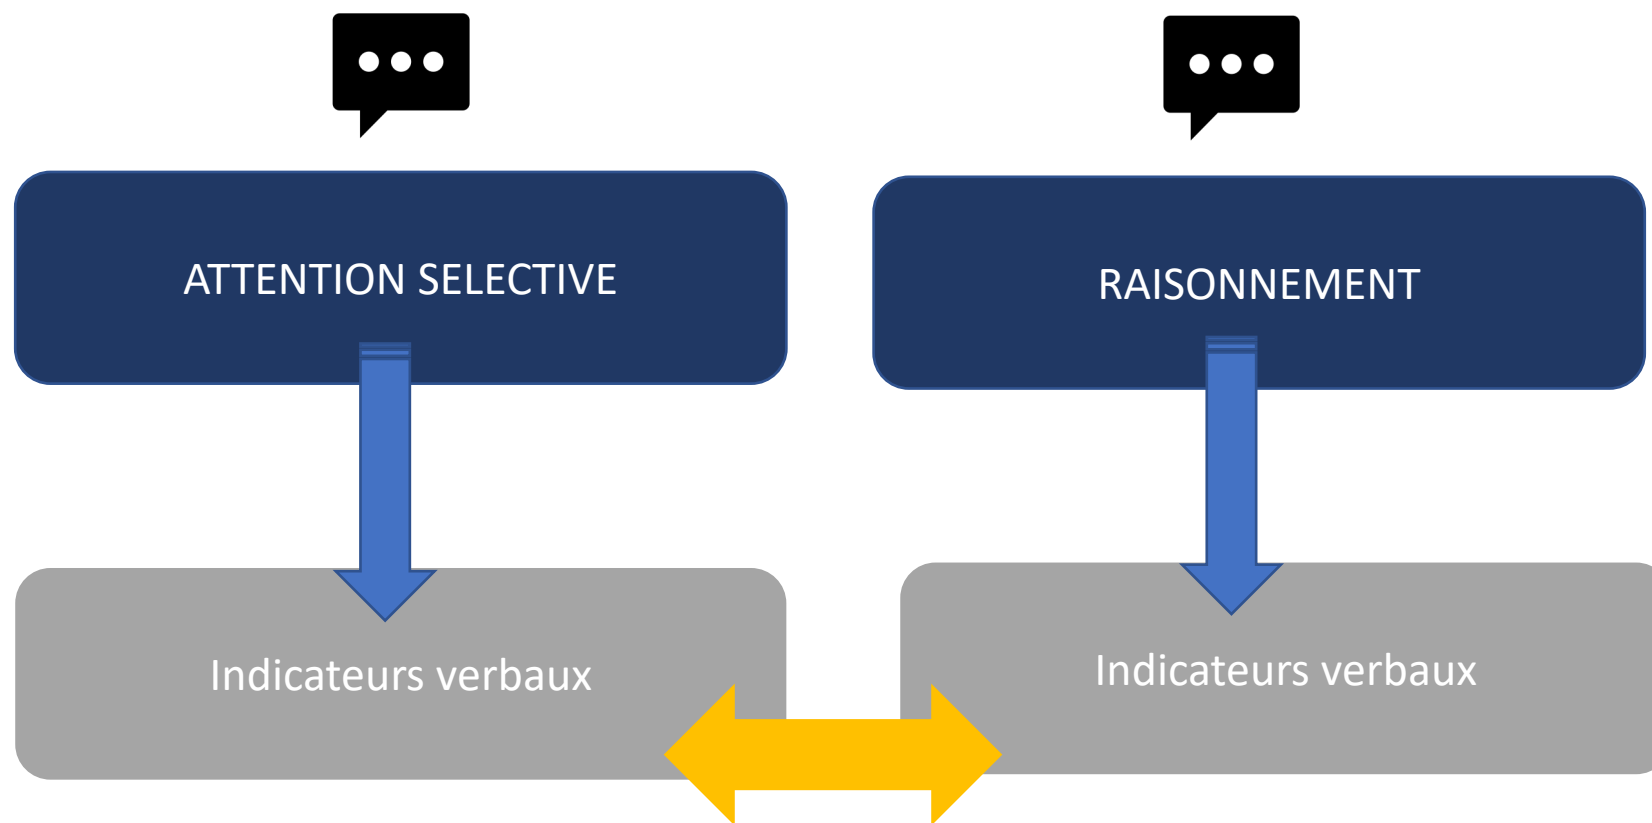 ATTENTION SELECTIVE
RAISONNEMENT
Indicateurs verbaux
Indicateurs verbaux